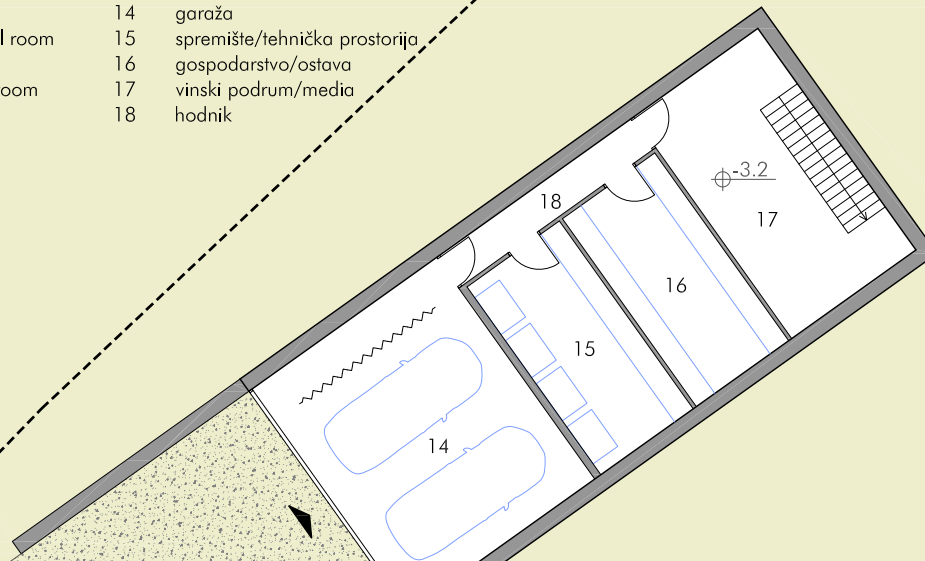 14 garaža
l room 15 spremište/tehnička prostorija
16 gospodarstvo/ostava
room 17 vinski podrum/media
18 hodnik
-3.2
18
17
16
15
14